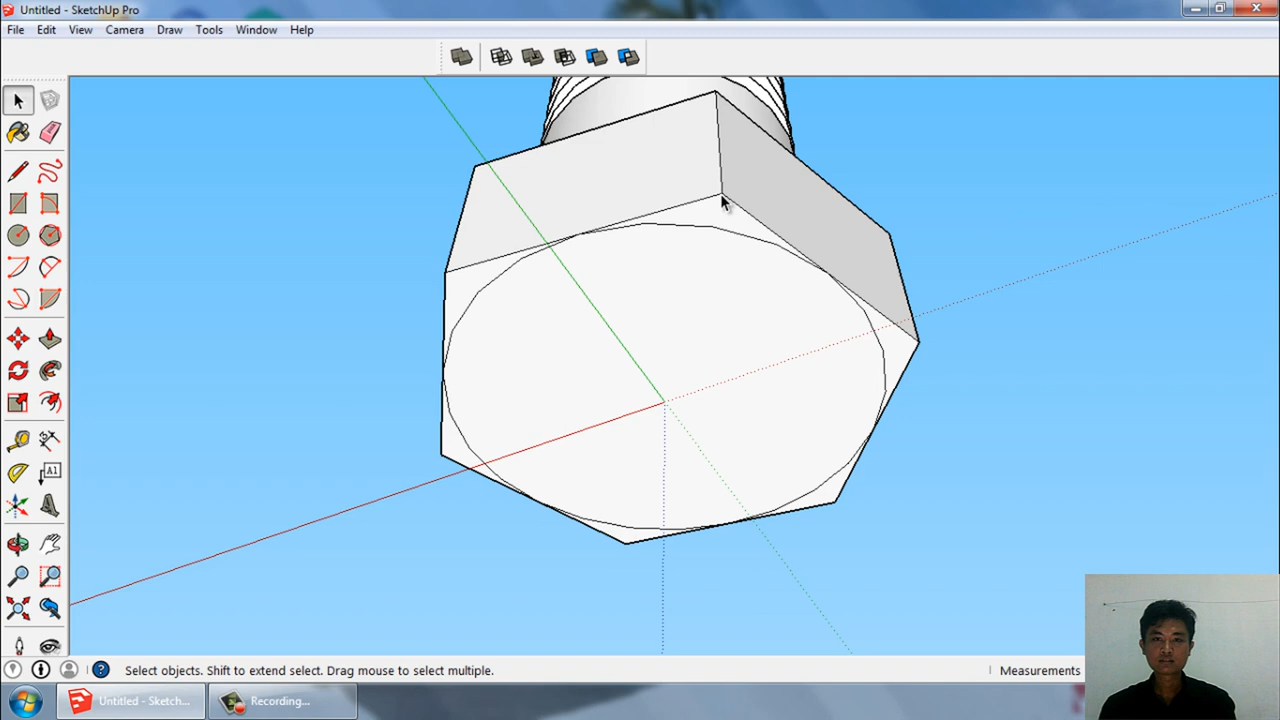 Untitled - SketchUp Pro
File Edit View Camera Draw Tools Window Help
A1
Select objects. Shift to extend select. Drag mouse to select multiple.
Measurements
Untitled - Sketch...
Recording...